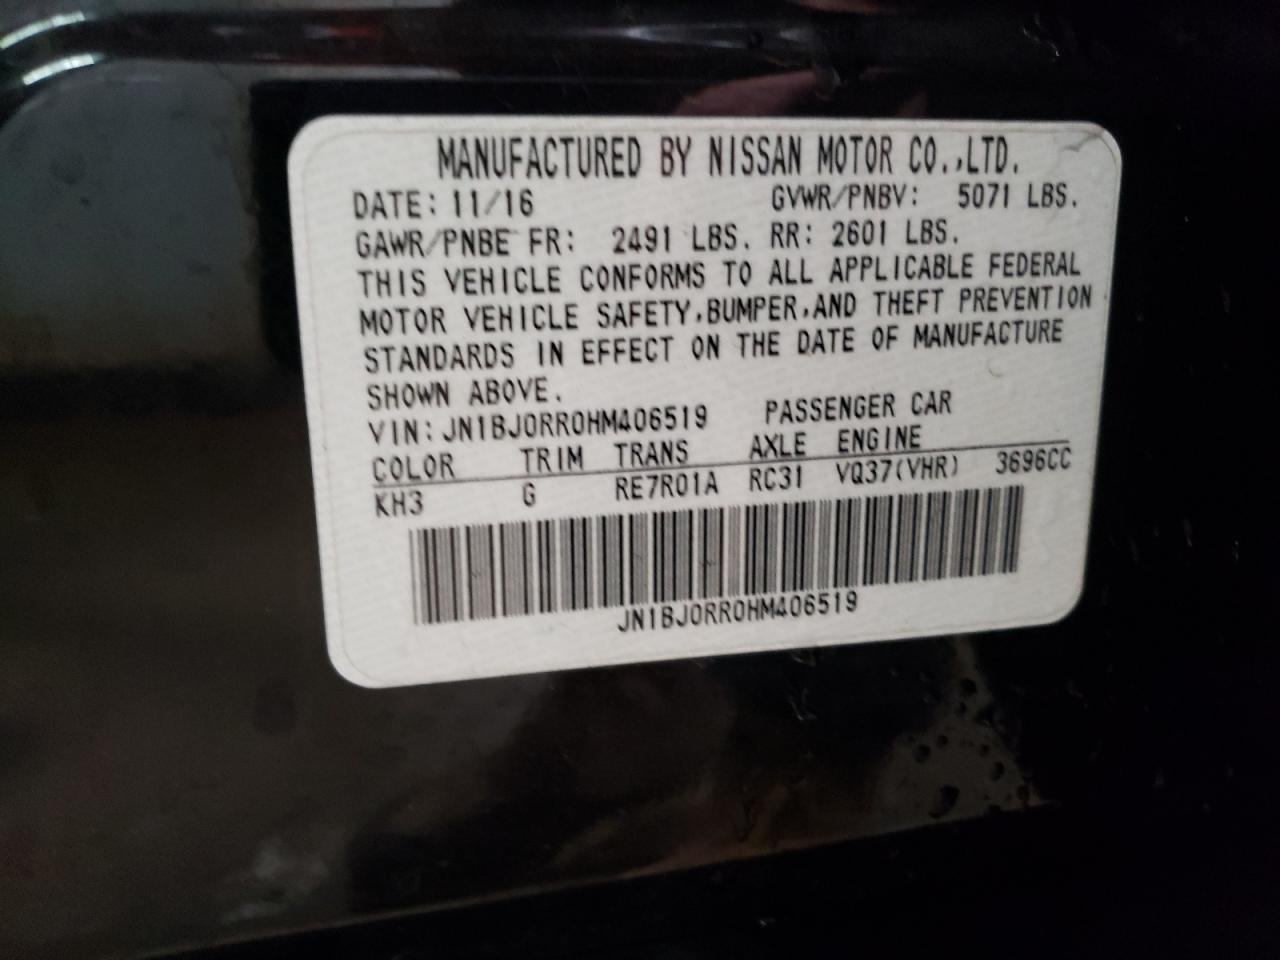 MANUFACTURED BY NISSAN MOTOR CO.,LTD.
DATE: 11/16 GVWR/PNBV: 5071 LBS.
GAWR/PNBE FR: 2491 LBS. RR: 2601 LBS.
THIS VEHICLE CONFORMS TO ALL APPLICABLE FEDERAL
MOTOR VEHICLE SAFETY,BUMPER,AND THEFT PREVENTION
STANDARDS IN EFFECT ON THE DATE OF MANUFACTURE
SHOWN ABOVE.
VIN: JN1BJ0RR0HM406519 PASSENGER CAR
COLOR TRIM TRANS AXLE ENGINE
KH3 G RE7R01A RC31 VQ37(VHR) 3696CC
JN1BJ0RR0HM406519